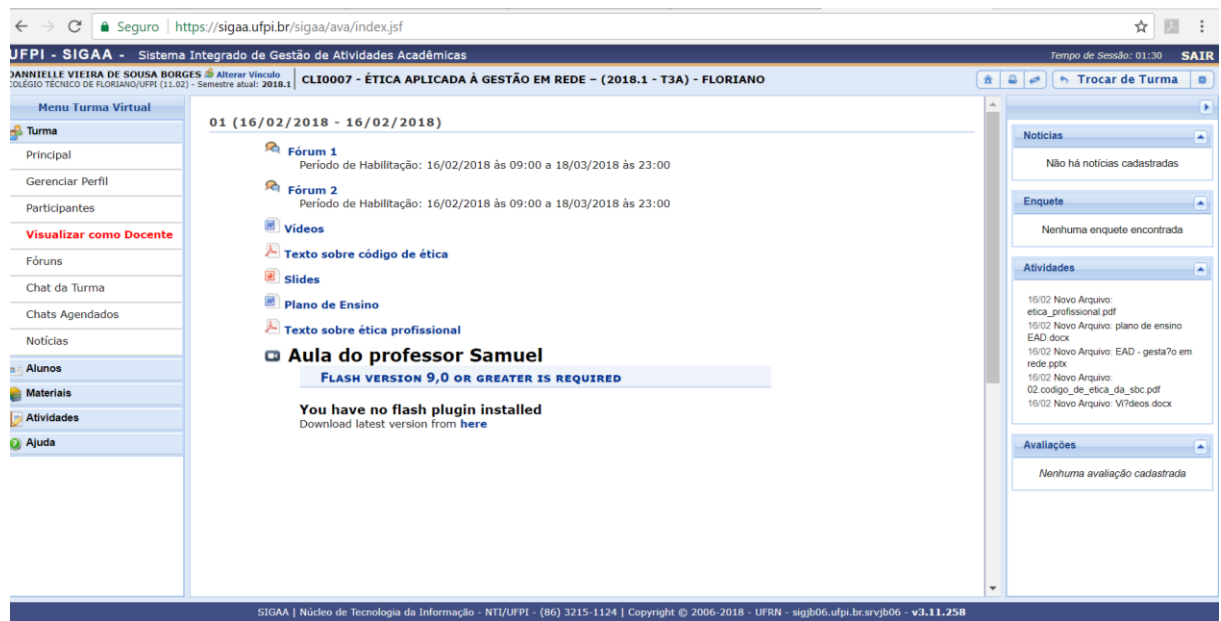 Seguro | https://sigaa.ufpi.br/sigaa/ava/index.jsf
UFPI - SIGAA - Sistema Integrado de Gestão de Atividades Acadêmicas
Tempo de Sessão: 01:30 SAIR
DANNIELLE VIEIRA DE SOUSA BORGES Alterar Vínculo
COLÉGIO TÉCNICO DE FLORIANO/UFPI (11.02) - Semestre atual: 2018.1
CLI0007 - ÉTICA APLICADA À GESTÃO EM REDE – (2018.1 - T3A) - FLORIANO
Trocar de Turma
Menu Turma Virtual
Turma
Principal
Gerenciar Perfil
Participantes
Visualizar como Docente
Fóruns
Chat da Turma
Chats Agendados
Notícias
Alunos
Materiais
Atividades
Ajuda
01 (16/02/2018 - 16/02/2018)
Fórum 1
Período de Habilitação: 16/02/2018 às 09:00 a 18/03/2018 às 23:00
Fórum 2
Período de Habilitação: 16/02/2018 às 09:00 a 18/03/2018 às 23:00
Vídeos
Texto sobre código de ética
Slides
Plano de Ensino
Texto sobre ética profissional
Aula do professor Samuel
FLASH VERSION 9,0 OR GREATER IS REQUIRED
You have no flash plugin installed
Download latest version from here
Notícias
Não há notícias cadastradas
Enquete
Nenhuma enquete encontrada
Atividades
16/02 Novo Arquivo:
etica_profissional.pdf
16/02 Novo Arquivo: plano de ensino
EAD.docx
16/02 Novo Arquivo: EAD - gesta?o em
rede.pptx
16/02 Novo Arquivo:
02.codigo_de_etica_da_sbc.pdf
16/02 Novo Arquivo: Vi?deos.docx
Avaliações
Nenhuma avaliação cadastrada
SIGAA | Núcleo de Tecnologia da Informação - NTI/UFPI - (86) 3215-1124 | Copyright © 2006-2018 - UFRN - sigjb06.ufpi.br.srvjb06 - v3.11.258